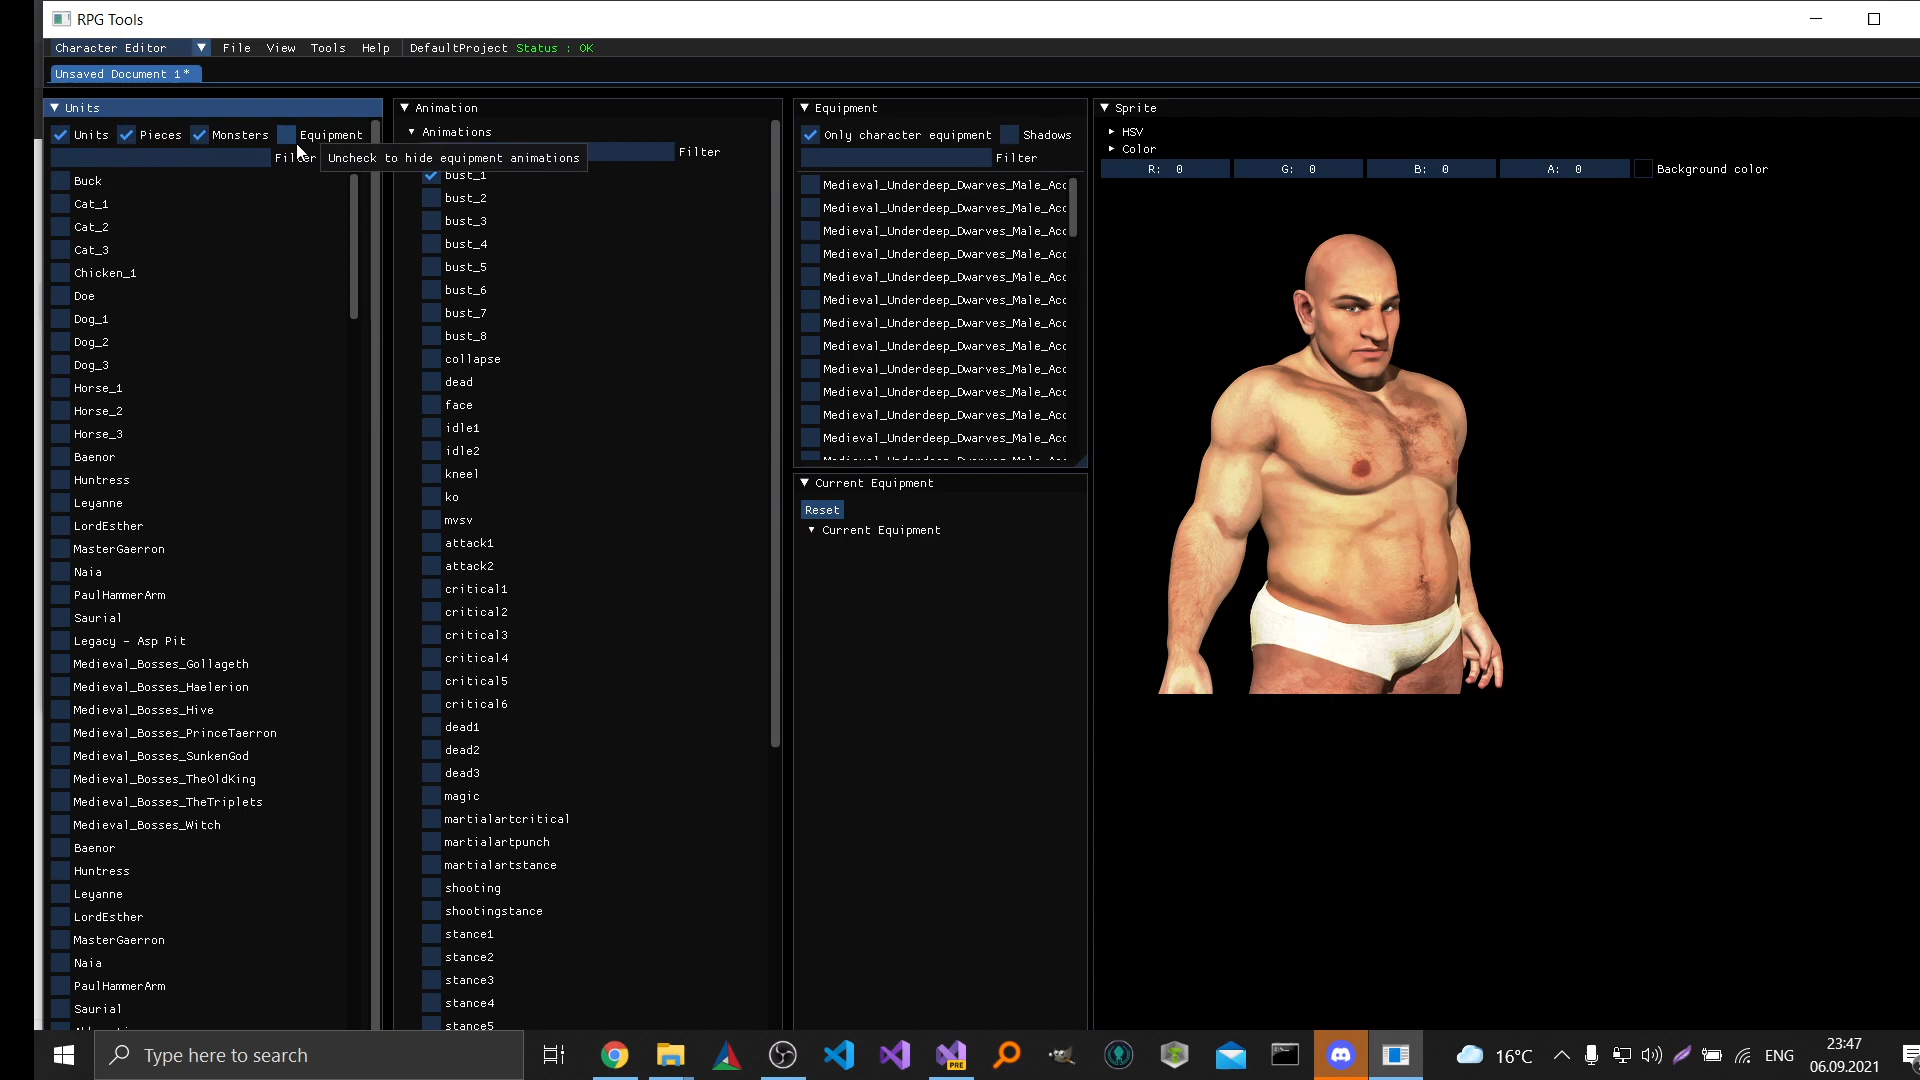 RPG Tools
Character Editor File View Tools Help DefaultProject Status : OK
Unsaved Document 1*
Units
Units Pieces Monsters Equipment
Filter
Buck
Cat_1
Cat_2
Cat_3
Chicken_1
Doe
Dog_1
Dog_2
Dog_3
Horse_1
Horse_2
Horse_3
Baenor
Huntress
Leyanne
LordEsther
MasterGaerron
Naia
PaulHammerArm
Saurial
Legacy - Asp Pit
Medieval_Bosses_Gollageth
Medieval_Bosses_Haelerion
Medieval_Bosses_Hive
Medieval_Bosses_PrinceTaerron
Medieval_Bosses_SunkenGod
Medieval_Bosses_TheOldKing
Medieval_Bosses_TheTriplets
Medieval_Bosses_Witch
Baenor
Huntress
Leyanne
LordEsther
MasterGaerron
Naia
PaulHammerArm
Saurial
Animation
Animations
Filter
Uncheck to hide equipment animations
bust_1
bust_2
bust_3
bust_4
bust_5
bust_6
bust_7
bust_8
collapse
dead
face
idle1
idle2
kneel
ko
mvsv
attack1
attack2
critical1
critical2
critical3
critical4
critical5
critical6
dead1
dead2
dead3
magic
martialartcritical
martialartpunch
martialartstance
shooting
shootingstance
stance1
stance2
stance3
stance4
stance5
Equipment
Only character equipment Shadows
Filter
Medieval_Underdeep_Dwarves_Male_Acc
Medieval_Underdeep_Dwarves_Male_Acc
Medieval_Underdeep_Dwarves_Male_Acc
Medieval_Underdeep_Dwarves_Male_Acc
Medieval_Underdeep_Dwarves_Male_Acc
Medieval_Underdeep_Dwarves_Male_Acc
Medieval_Underdeep_Dwarves_Male_Acc
Medieval_Underdeep_Dwarves_Male_Acc
Medieval_Underdeep_Dwarves_Male_Acc
Medieval_Underdeep_Dwarves_Male_Acc
Medieval_Underdeep_Dwarves_Male_Acc
Medieval_Underdeep_Dwarves_Male_Acc
Current Equipment
Reset
Current Equipment
Sprite
HSV
Color
R: 0 G: 0 B: 0 A: 0 Background color
Type here to search
PRE
16°C
ENG
23:47
06.09.2021